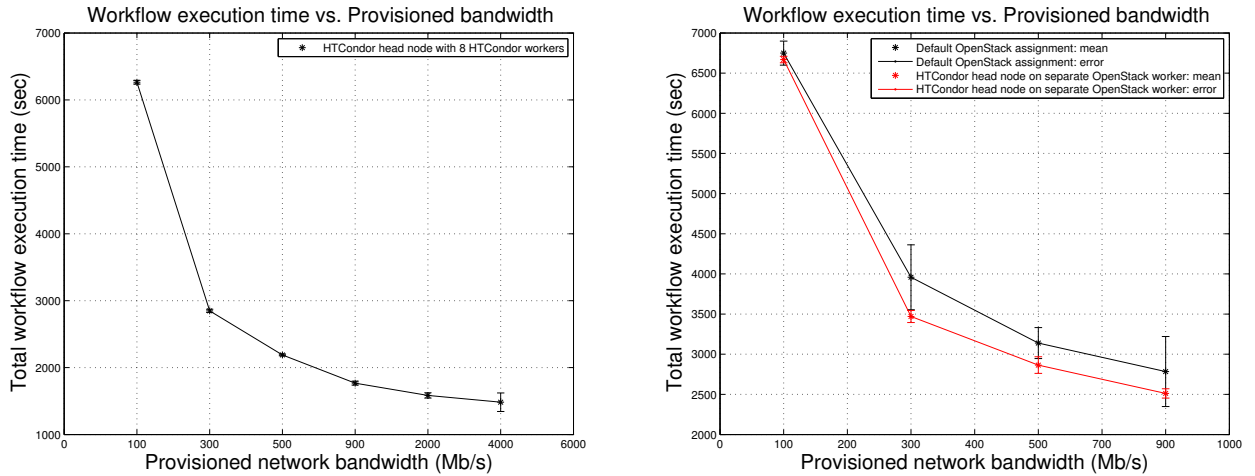 Workflow execution time vs. Provisioned bandwidth
HTCondor head node with 8 HTCondor workers
Total workflow execution time (sec)
7000
6000
5000
4000
3000
2000
1000
0 100 300 500 900 2000 4000 6000
Provisioned network bandwidth (Mb/s)
Workflow execution time vs. Provisioned bandwidth
Default OpenStack assignment: mean
Default OpenStack assignment: error
HTCondor head node on separate OpenStack worker: mean
HTCondor head node on separate OpenStack worker: error
Total workflow execution time (sec)
7000
6500
6000
5500
5000
4500
4000
3500
3000
2500
2000
0 100 200 300 400 500 700 900 1000
Provisioned network bandwidth (Mb/s)